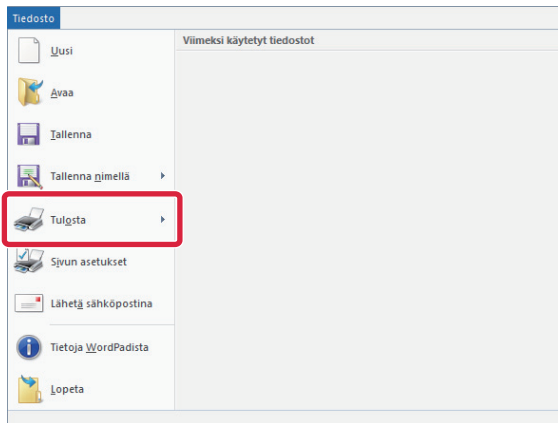 Tiedosto
Viimeksi käytetyt tiedostot
Uusi
Avaa
Tallenna
Tallenna nimellä
Tulosta
Sivun asetukset
Lähetä sähköpostina
Tietoja WordPadista
Lopeta